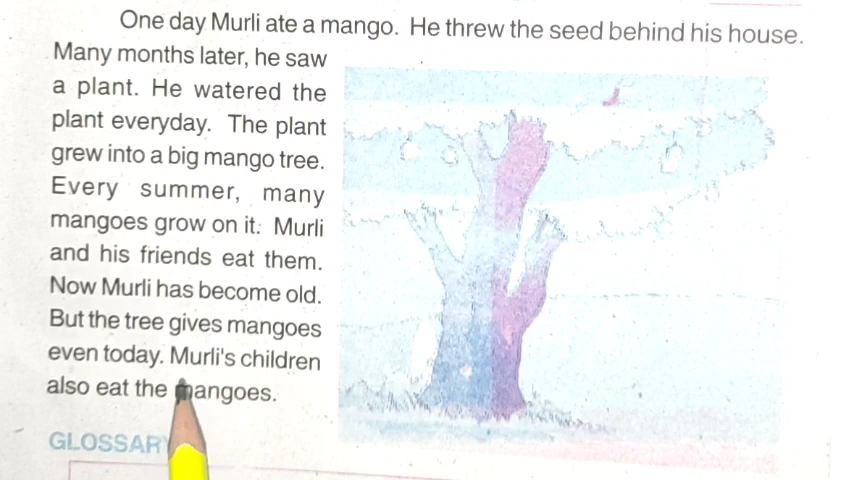 One day Murli ate a mango. He threw the seed behind his house.
Many months later, he saw
a plant. He watered the
plant everyday. The plant
grew into a big mango tree.
Every summer, many
mangoes grow on it. Murli
and his friends eat them.
Now Murli has become old.
But the tree gives mangoes
even today. Murli's children
also eat the mangoes.
GLOSSARY